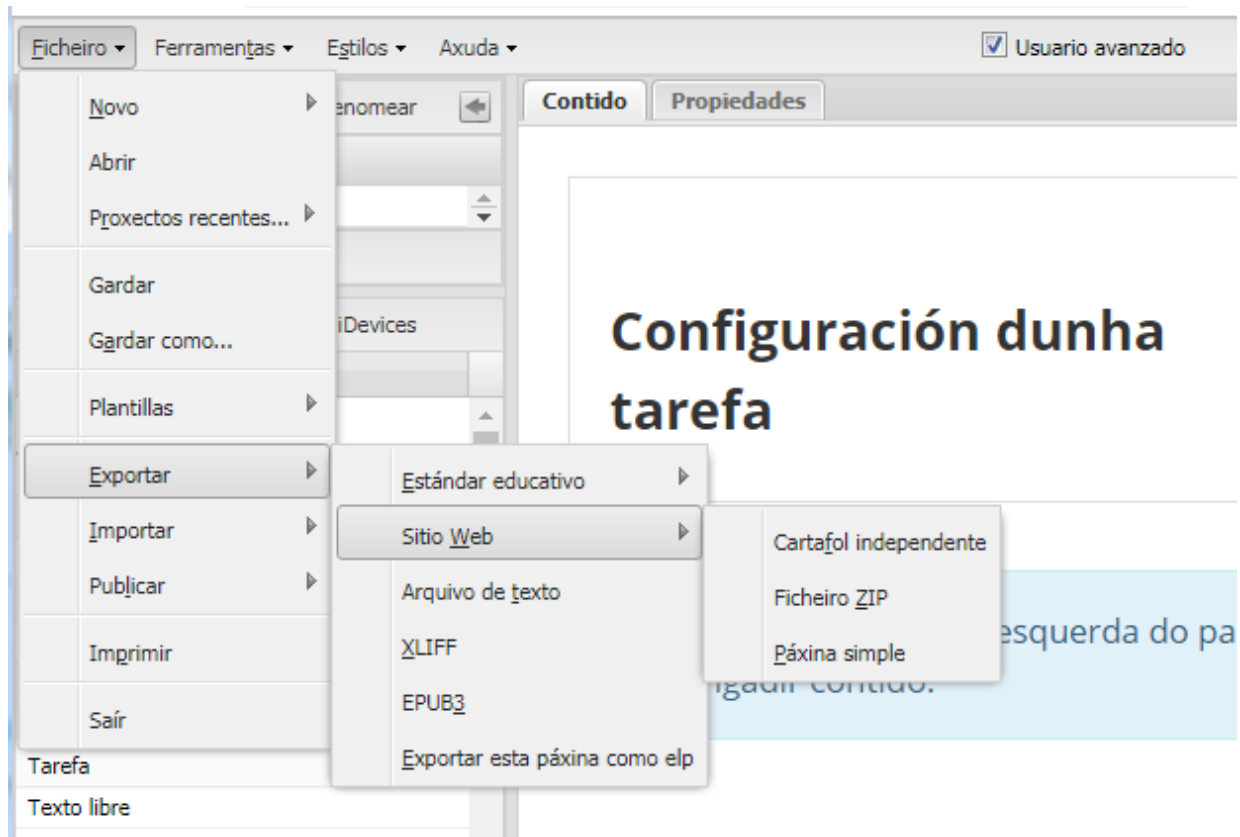 Ficheiro Ferramentas Estilos Axuda Usuario avanzado
Novo
Abrir
Proxectos recentes...
Gardar
Gardar como...
Plantillas
Exportar
Importar
Publicar
Imprimir
Saír
enomear
iDevices
Tarefa
Texto libre
Estándar educativo
Sitio Web
Arquivo de texto
XLIFF
EPUB3
Exportar esta páxina como elp
Cartafol independente
Ficheiro ZIP
Páxina simple
Contido Propiedades
Configuración dunha
tarefa
esquerda do pa
contido.